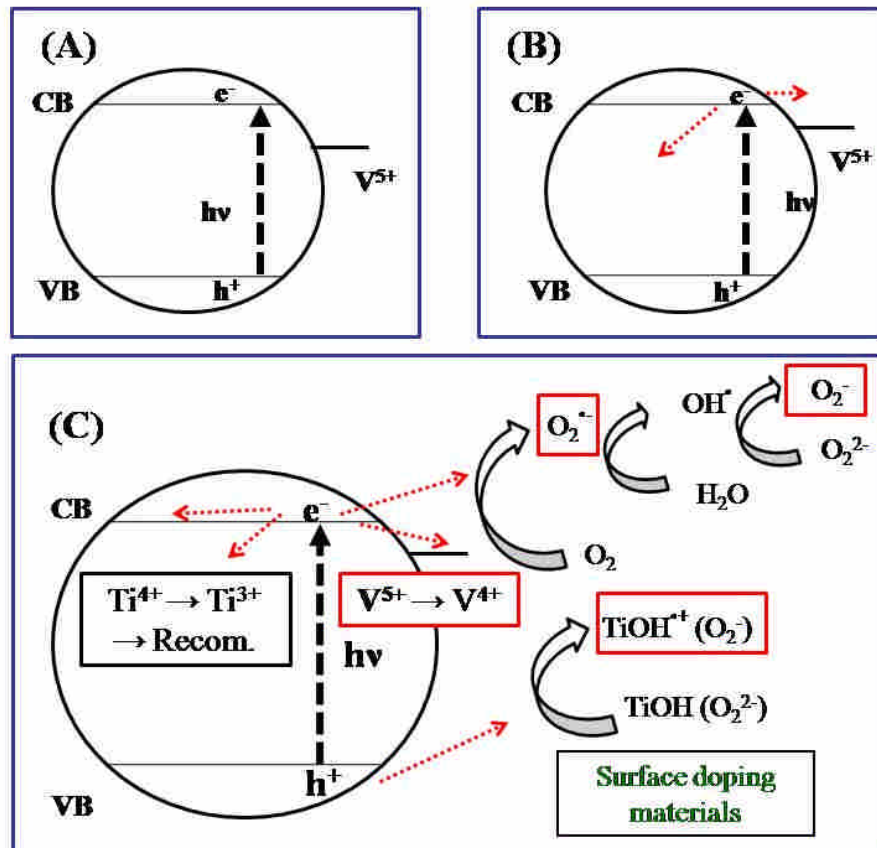 (A)
CB
e⁻
V⁵⁺
hν
VB
h⁺
(B)
CB
e⁻
V⁵⁺
hν
VB
h⁺
(C)
O₂•⁻
OH•
H₂O
O₂⁻
O₂²⁻
CB
e⁻
O₂
Ti⁴⁺ → Ti³⁺
→ Recom.
V⁵⁺ → V⁴⁺
hν
TiOH•⁺ (O₂⁻)
TiOH (O₂²⁻)
VB
h⁺
Surface doping
materials